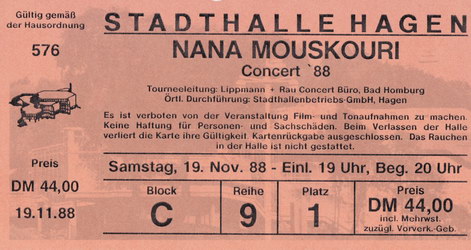 Gültig gemäß
der Hausordnung
576
Preis
DM 44,00
19.11.88
STADTHALLE HAGEN
NANA MOUSKOURI
Concert `88
Tourneeleitung: Lippmann + Rau Concert Büro, Bad Homburg
Örtl. Durchführung: Stadthallenbetriebs-GmbH, Hagen
Es ist verboten von der Veranstaltung Film- und Tonaufnahmen zu machen.
Keine Haftung für Personen- und Sachschäden. Beim Verlassen der Halle
verliert die Karte ihre Gültigkeit. Kartenrückgabe ausgeschlossen. Das Rauchen
in der Halle ist nicht gestattet.
Samstag, 19. Nov. 88 - Einl. 19 Uhr, Beg. 20 Uhr
Block
C
Reihe
9
Platz
1
Preis
DM 44,00
incl. Mehrwst.
zuzügl. Vorverk.-Geb.